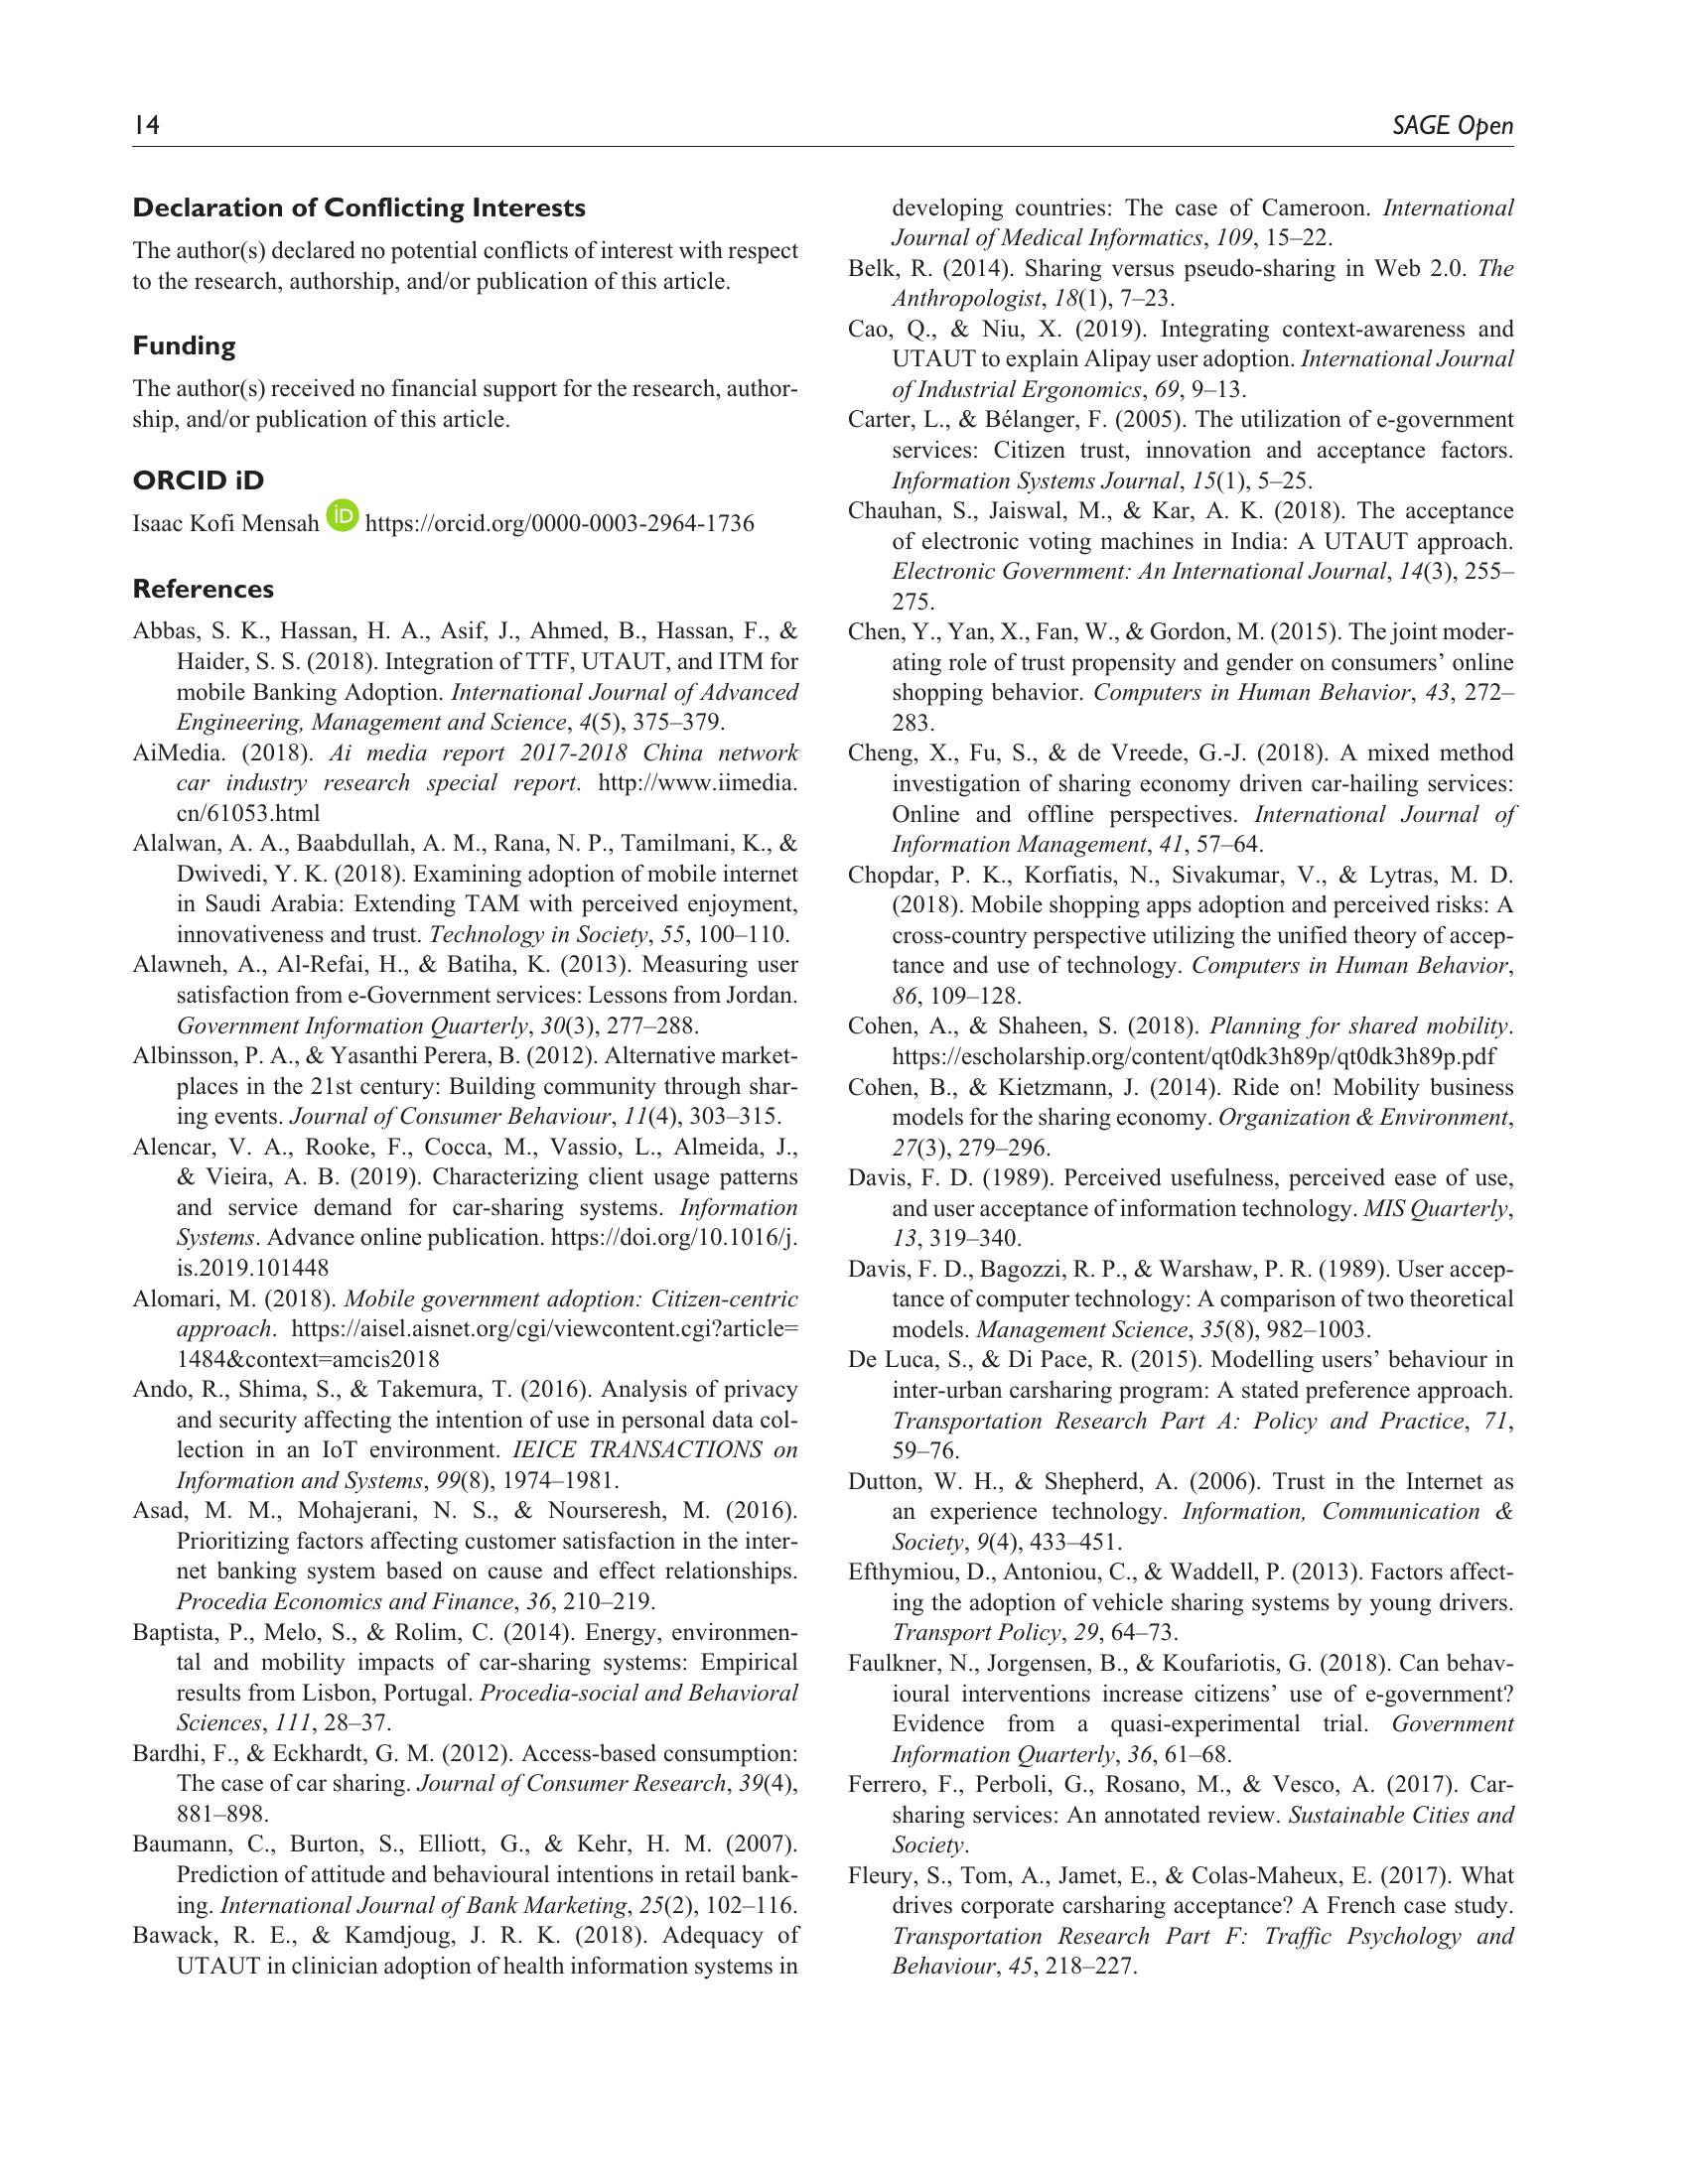 14
SAGE Open
Declaration of Conflicting Interests
The author(s) declared no potential conflicts of interest with respect
to the research, authorship, and/or publication of this article.
Funding
The author(s) received no financial support for the research, author-
ship, and/or publication of this article.
ORCID iD
Isaac Kofi Mensah iD https://orcid.org/0000-0003-2964-1736
References
Abbas, S. K., Hassan, H. A., Asif, J., Ahmed, B., Hassan, F., &
Haider, S. S. (2018). Integration of TTF, UTAUT, and ITM for
mobile Banking Adoption. International Journal of Advanced
Engineering, Management and Science, 4(5), 375–379.
AiMedia. (2018). Ai media report 2017-2018 China network
car industry research special report. http://www.iimedia.
cn/61053.html
Alalwan, A. A., Baabdullah, A. M., Rana, N. P., Tamilmani, K., &
Dwivedi, Y. K. (2018). Examining adoption of mobile internet
in Saudi Arabia: Extending TAM with perceived enjoyment,
innovativeness and trust. Technology in Society, 55, 100–110.
Alawneh, A., Al-Refai, H., & Batiha, K. (2013). Measuring user
satisfaction from e-Government services: Lessons from Jordan.
Government Information Quarterly, 30(3), 277–288.
Albinsson, P. A., & Yasanthi Perera, B. (2012). Alternative market-
places in the 21st century: Building community through shar-
ing events. Journal of Consumer Behaviour, 11(4), 303–315.
Alencar, V. A., Rooke, F., Cocca, M., Vassio, L., Almeida, J.,
& Vieira, A. B. (2019). Characterizing client usage patterns
and service demand for car-sharing systems. Information
Systems. Advance online publication. https://doi.org/10.1016/j.
is.2019.101448
Alomari, M. (2018). Mobile government adoption: Citizen-centric
approach. https://aisel.aisnet.org/cgi/viewcontent.cgi?article=
1484&context=amcis2018
Ando, R., Shima, S., & Takemura, T. (2016). Analysis of privacy
and security affecting the intention of use in personal data col-
lection in an IoT environment. IEICE TRANSACTIONS on
Information and Systems, 99(8), 1974–1981.
Asad, M. M., Mohajerani, N. S., & Nourseresh, M. (2016).
Prioritizing factors affecting customer satisfaction in the inter-
net banking system based on cause and effect relationships.
Procedia Economics and Finance, 36, 210–219.
Baptista, P., Melo, S., & Rolim, C. (2014). Energy, environmen-
tal and mobility impacts of car-sharing systems: Empirical
results from Lisbon, Portugal. Procedia-social and Behavioral
Sciences, 111, 28–37.
Bardhi, F., & Eckhardt, G. M. (2012). Access-based consumption:
The case of car sharing. Journal of Consumer Research, 39(4),
881–898.
Baumann, C., Burton, S., Elliott, G., & Kehr, H. M. (2007).
Prediction of attitude and behavioural intentions in retail bank-
ing. International Journal of Bank Marketing, 25(2), 102–116.
Bawack, R. E., & Kamdjoug, J. R. K. (2018). Adequacy of
UTAUT in clinician adoption of health information systems in
developing countries: The case of Cameroon. International
Journal of Medical Informatics, 109, 15–22.
Belk, R. (2014). Sharing versus pseudo-sharing in Web 2.0. The
Anthropologist, 18(1), 7–23.
Cao, Q., & Niu, X. (2019). Integrating context-awareness and
UTAUT to explain Alipay user adoption. International Journal
of Industrial Ergonomics, 69, 9–13.
Carter, L., & Bélanger, F. (2005). The utilization of e-government
services: Citizen trust, innovation and acceptance factors.
Information Systems Journal, 15(1), 5–25.
Chauhan, S., Jaiswal, M., & Kar, A. K. (2018). The acceptance
of electronic voting machines in India: A UTAUT approach.
Electronic Government: An International Journal, 14(3), 255–
275.
Chen, Y., Yan, X., Fan, W., & Gordon, M. (2015). The joint moder-
ating role of trust propensity and gender on consumers’ online
shopping behavior. Computers in Human Behavior, 43, 272–
283.
Cheng, X., Fu, S., & de Vreede, G.-J. (2018). A mixed method
investigation of sharing economy driven car-hailing services:
Online and offline perspectives. International Journal of
Information Management, 41, 57–64.
Chopdar, P. K., Korfiatis, N., Sivakumar, V., & Lytras, M. D.
(2018). Mobile shopping apps adoption and perceived risks: A
cross-country perspective utilizing the unified theory of accep-
tance and use of technology. Computers in Human Behavior,
86, 109–128.
Cohen, A., & Shaheen, S. (2018). Planning for shared mobility.
https://escholarship.org/content/qt0dk3h89p/qt0dk3h89p.pdf
Cohen, B., & Kietzmann, J. (2014). Ride on! Mobility business
models for the sharing economy. Organization & Environment,
27(3), 279–296.
Davis, F. D. (1989). Perceived usefulness, perceived ease of use,
and user acceptance of information technology. MIS Quarterly,
13, 319–340.
Davis, F. D., Bagozzi, R. P., & Warshaw, P. R. (1989). User accep-
tance of computer technology: A comparison of two theoretical
models. Management Science, 35(8), 982–1003.
De Luca, S., & Di Pace, R. (2015). Modelling users’ behaviour in
inter-urban carsharing program: A stated preference approach.
Transportation Research Part A: Policy and Practice, 71,
59–76.
Dutton, W. H., & Shepherd, A. (2006). Trust in the Internet as
an experience technology. Information, Communication &
Society, 9(4), 433–451.
Efthymiou, D., Antoniou, C., & Waddell, P. (2013). Factors affect-
ing the adoption of vehicle sharing systems by young drivers.
Transport Policy, 29, 64–73.
Faulkner, N., Jorgensen, B., & Koufariotis, G. (2018). Can behav-
ioural interventions increase citizens’ use of e-government?
Evidence from a quasi-experimental trial. Government
Information Quarterly, 36, 61–68.
Ferrero, F., Perboli, G., Rosano, M., & Vesco, A. (2017). Car-
sharing services: An annotated review. Sustainable Cities and
Society.
Fleury, S., Tom, A., Jamet, E., & Colas-Maheux, E. (2017). What
drives corporate carsharing acceptance? A French case study.
Transportation Research Part F: Traffic Psychology and
Behaviour, 45, 218–227.